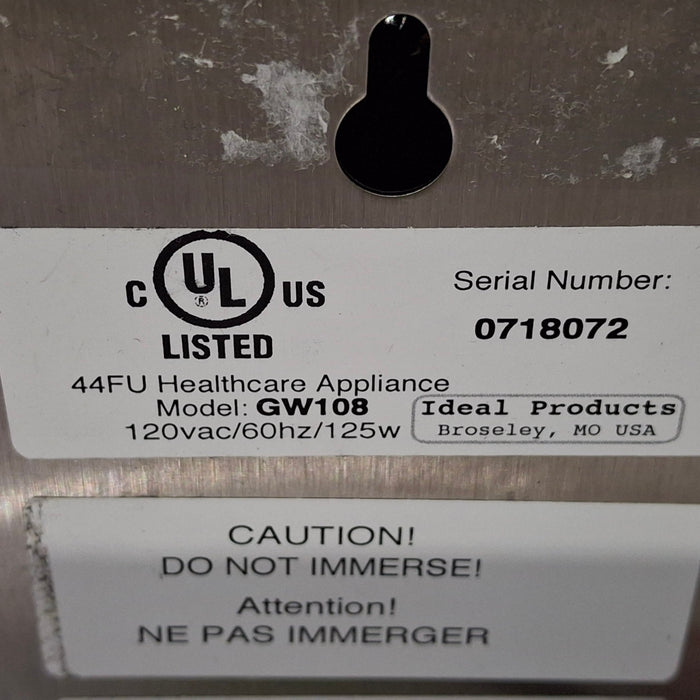 C UL ® US
LISTED
Serial Number:
0718072
44FU Healthcare Appliance
Model: GW108
120vac/60hz/125w
Ideal Products
Broseley, MO USA
CAUTION!
DO NOT IMMERSE!
Attention!
NE PAS IMMERGER